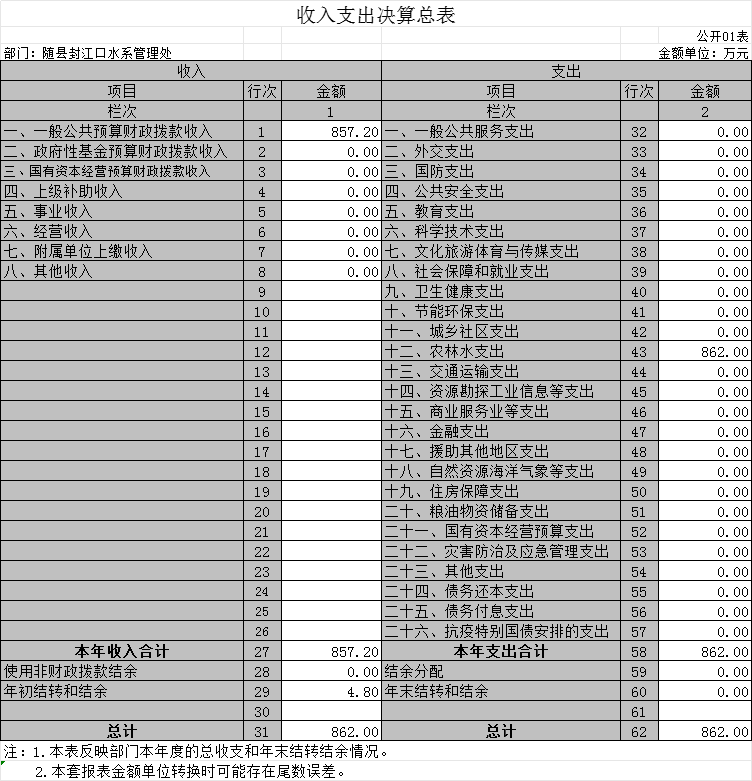 收入支出决算总表
公开01表
部门：随县封江口水系管理处 金额单位：万元
收入 支出
项目 行次 金额 项目 行次 金额
栏次 1 栏次 2
一、一般公共预算财政拨款收入 1 857.20 一、一般公共服务支出 32 0.00
二、政府性基金预算财政拨款收入 2 0.00 二、外交支出 33 0.00
三、国有资本经营预算财政拨款收入 3 0.00 三、国防支出 34 0.00
四、上级补助收入 4 0.00 四、公共安全支出 35 0.00
五、事业收入 5 0.00 五、教育支出 36 0.00
六、经营收入 6 0.00 六、科学技术支出 37 0.00
七、附属单位上缴收入 7 0.00 七、文化旅游体育与传媒支出 38 0.00
八、其他收入 8 0.00 八、社会保障和就业支出 39 0.00
9 九、卫生健康支出 40 0.00
10 十、节能环保支出 41 0.00
11 十一、城乡社区支出 42 0.00
12 十二、农林水支出 43 862.00
13 十三、交通运输支出 44 0.00
14 十四、资源勘探工业信息等支出 45 0.00
15 十五、商业服务业等支出 46 0.00
16 十六、金融支出 47 0.00
17 十七、援助其他地区支出 48 0.00
18 十八、自然资源海洋气象等支出 49 0.00
19 十九、住房保障支出 50 0.00
20 二十、粮油物资储备支出 51 0.00
21 二十一、国有资本经营预算支出 52 0.00
22 二十二、灾害防治及应急管理支出 53 0.00
23 二十三、其他支出 54 0.00
24 二十四、债务还本支出 55 0.00
25 二十五、债务付息支出 56 0.00
26 二十六、抗疫特别国债安排的支出 57 0.00
本年收入合计 27 857.20 本年支出合计 58 862.00
使用非财政拨款结余 28 0.00 结余分配 59 0.00
年初结转和结余 29 4.80 年末结转和结余 60 0.00
30 61
总计 31 862.00 总计 62 862.00
注：1.本表反映部门本年度的总收支和年末结转结余情况。
2.本套报表金额单位转换时可能存在尾数误差。